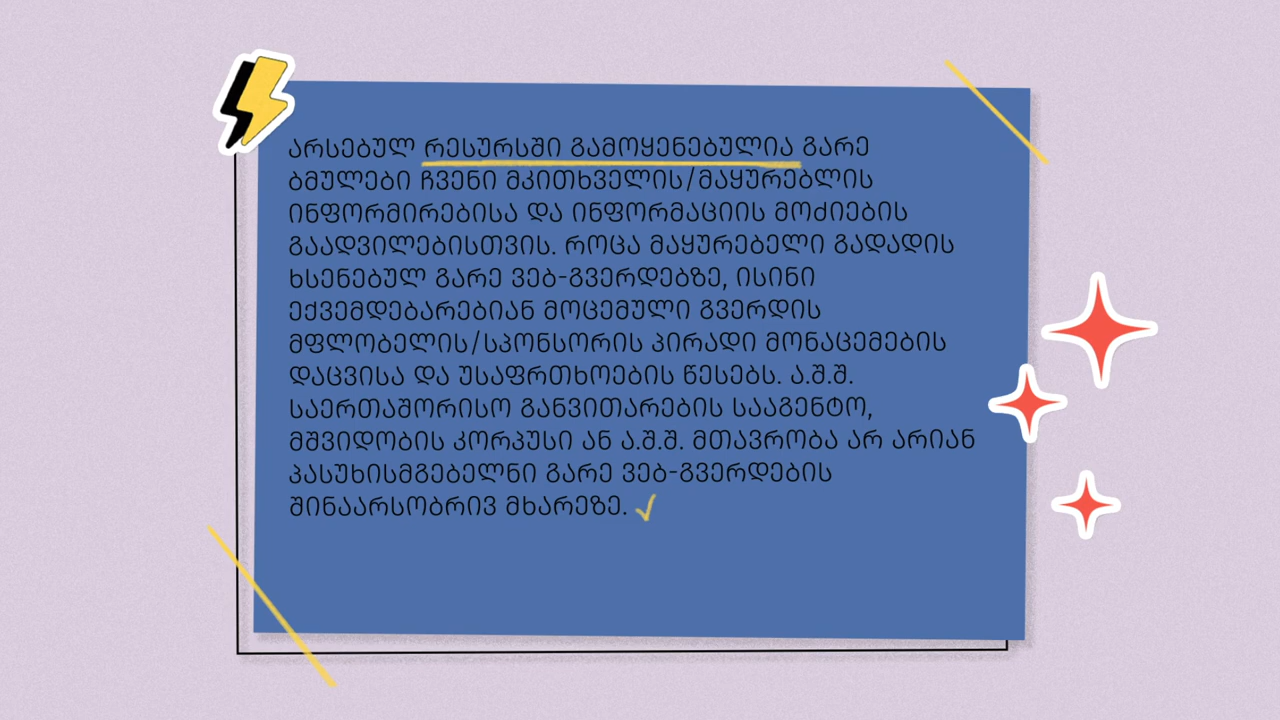 არსებულ რესურსში გამოყენებულია გარე
ბმულები ჩვენი მკითხველის/მაყურებლის
ინფორმირებისა და ინფორმაციის მოძიების
გაადვილებისთვის. როცა მაყურებელი გადადის
ხსენებულ გარე ვებ-გვერდებზე, ისინი
ექვემდებარებიან მოცემული გვერდის
მფლობელის/სპონსორის პირადი მონაცემების
დაცვისა და უსაფრთხოების წესებს. ა.შ.შ.
საერთაშორისო განვითარების სააგენტო,
მშვიდობის კორპუსი ან ა.შ.შ. მთავრობა არ არიან
პასუხისმგებელნი გარე ვებ-გვერდების
შინაარსობრივ მხარეზე.